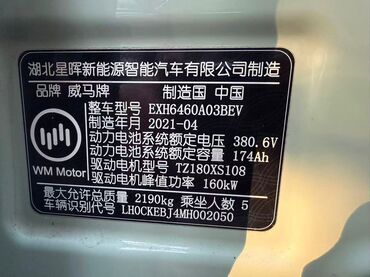 湖北星晖新能源智能汽车有限公司制造
品牌 威马牌 制造国 中国
整车型号 EXH6460A03BEV
制造年月 2021-04
动力电池系统额定电压 380.6V
动力电池系统额定容量 174Ah
驱动电机型号 TZ180XS108
驱动电机峰值功率 160kW
WM Motor
最大允许总质量 2190kg 乘坐人数 5
车辆识别代号 LH0CKEBJ4MH002050